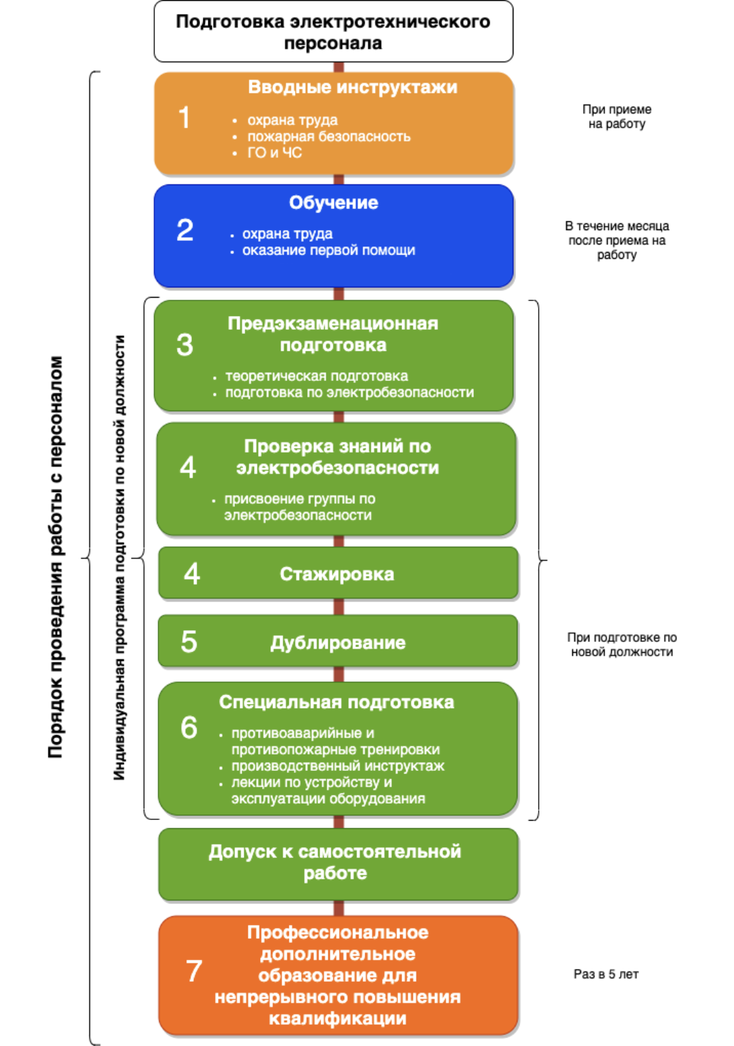 Подготовка электротехнического
персонала
Порядок проведения работы с персоналом
1
Вводные инструктажи
• охрана труда
• пожарная безопасность
• ГО и ЧС
При приеме
на работу
2
Обучение
• охрана труда
• оказание первой помощи
В течение месяца
после приема на
работу
Индивидуальная программа подготовки по новой должности
3
Предэкзаменационная
подготовка
• теоретическая подготовка
• подготовка по электробезопасности
4
Проверка знаний по
электробезопасности
• присвоение группы по
электробезопасности
4
Стажировка
5
Дублирование
При подготовке по
новой должности
6
Специальная подготовка
• противоаварийные и
противопожарные тренировки
• производственный инструктаж
• лекции по устройству и
эксплуатации оборудования
Допуск к самостоятельной
работе
7
Профессиональное
дополнительное
образование для
непрерывного повышения
квалификации
Раз в 5 лет